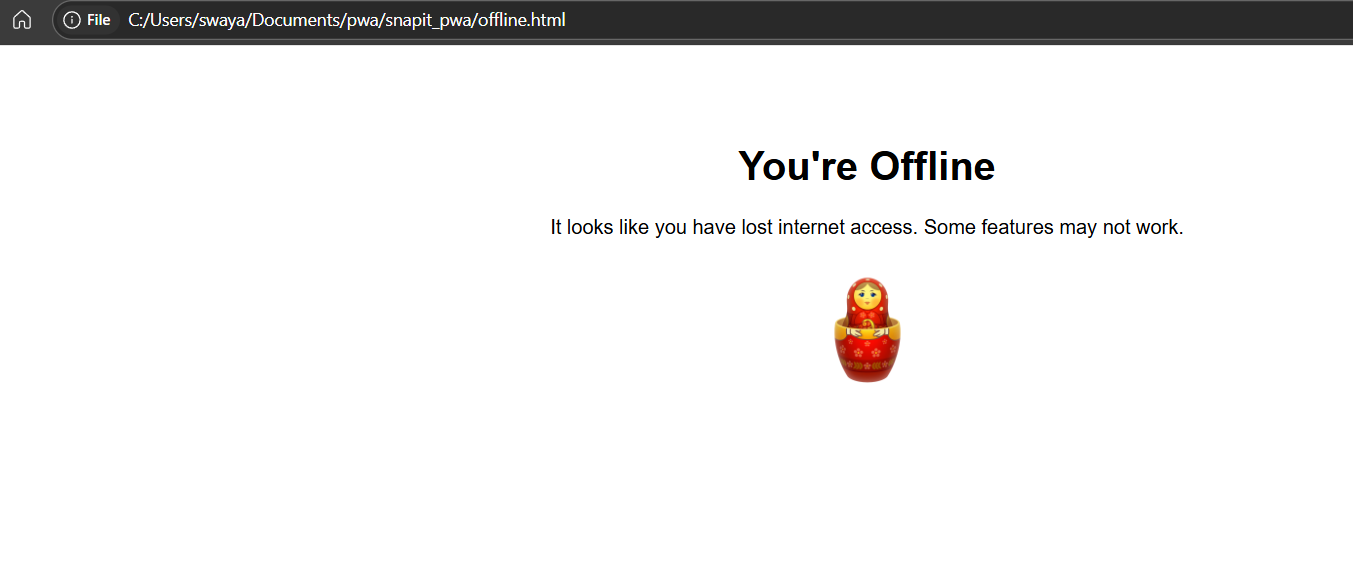 File C:/Users/swaya/Documents/pwa/snapit_pwa/offline.html
You're Offline
It looks like you have lost internet access. Some features may not work.